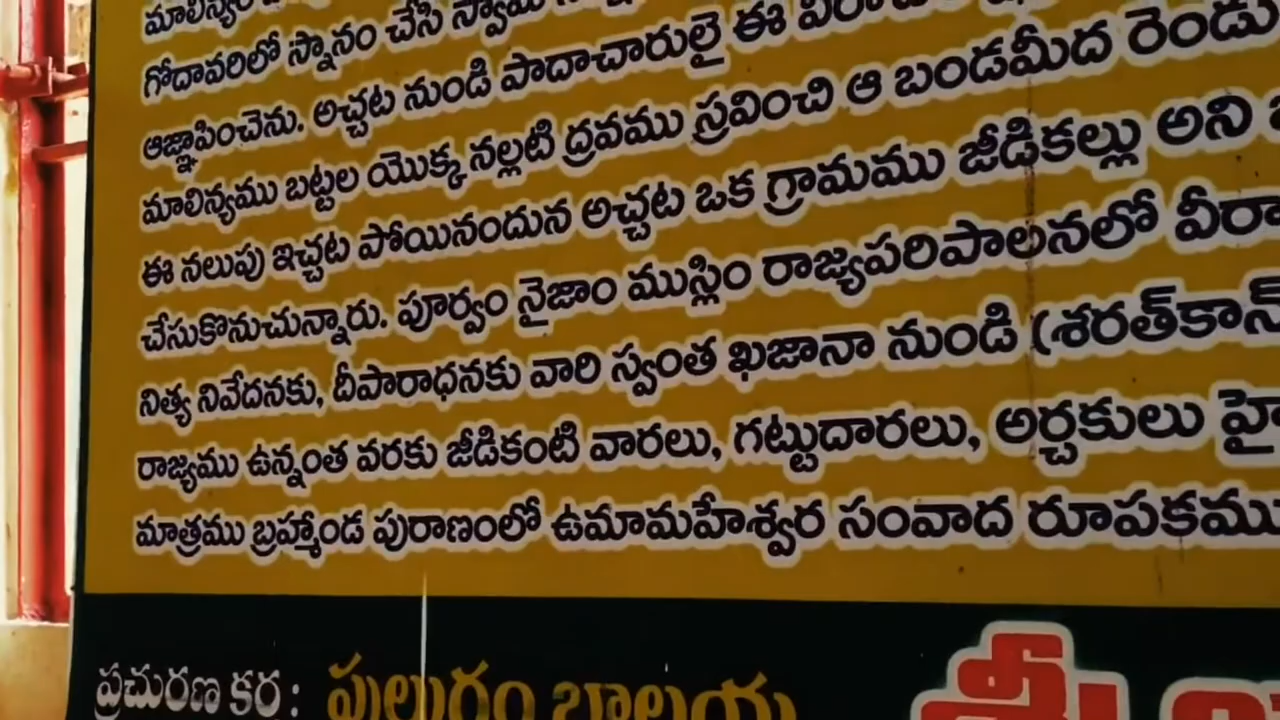 గోదావరిలో స్నానం చేసి స్వామి
ఆజ్ఞాపించెను. అచ్చట నుండి పాదాచారులై ఈ
మాలిన్యము బట్టల యొక్క నల్లటి ద్రవము స్రవించి ఆ బండమీద రెండు
ఈ నలుపు ఇచ్చట పోయినందున అచ్చట ఒక గ్రామము జీడికల్లు అని
చేసుకొనుచున్నారు. పూర్వం నైజాం ముస్లిం రాజ్యపరిపాలనలో వీరా
నిత్య నివేదనకు, దీపారాధనకు వారి స్వంత ఖజానా నుండి (శరత్‌కాన్
రాజ్యము ఉన్నంత వరకు జీడికంటి వారలు, గట్టుదారలు, అర్చకులు హై
మాత్రము బ్రహ్మాండ పురాణంలో ఉమామహేశ్వర సంవాద రూపకము
ప్రచురణ కర్త :